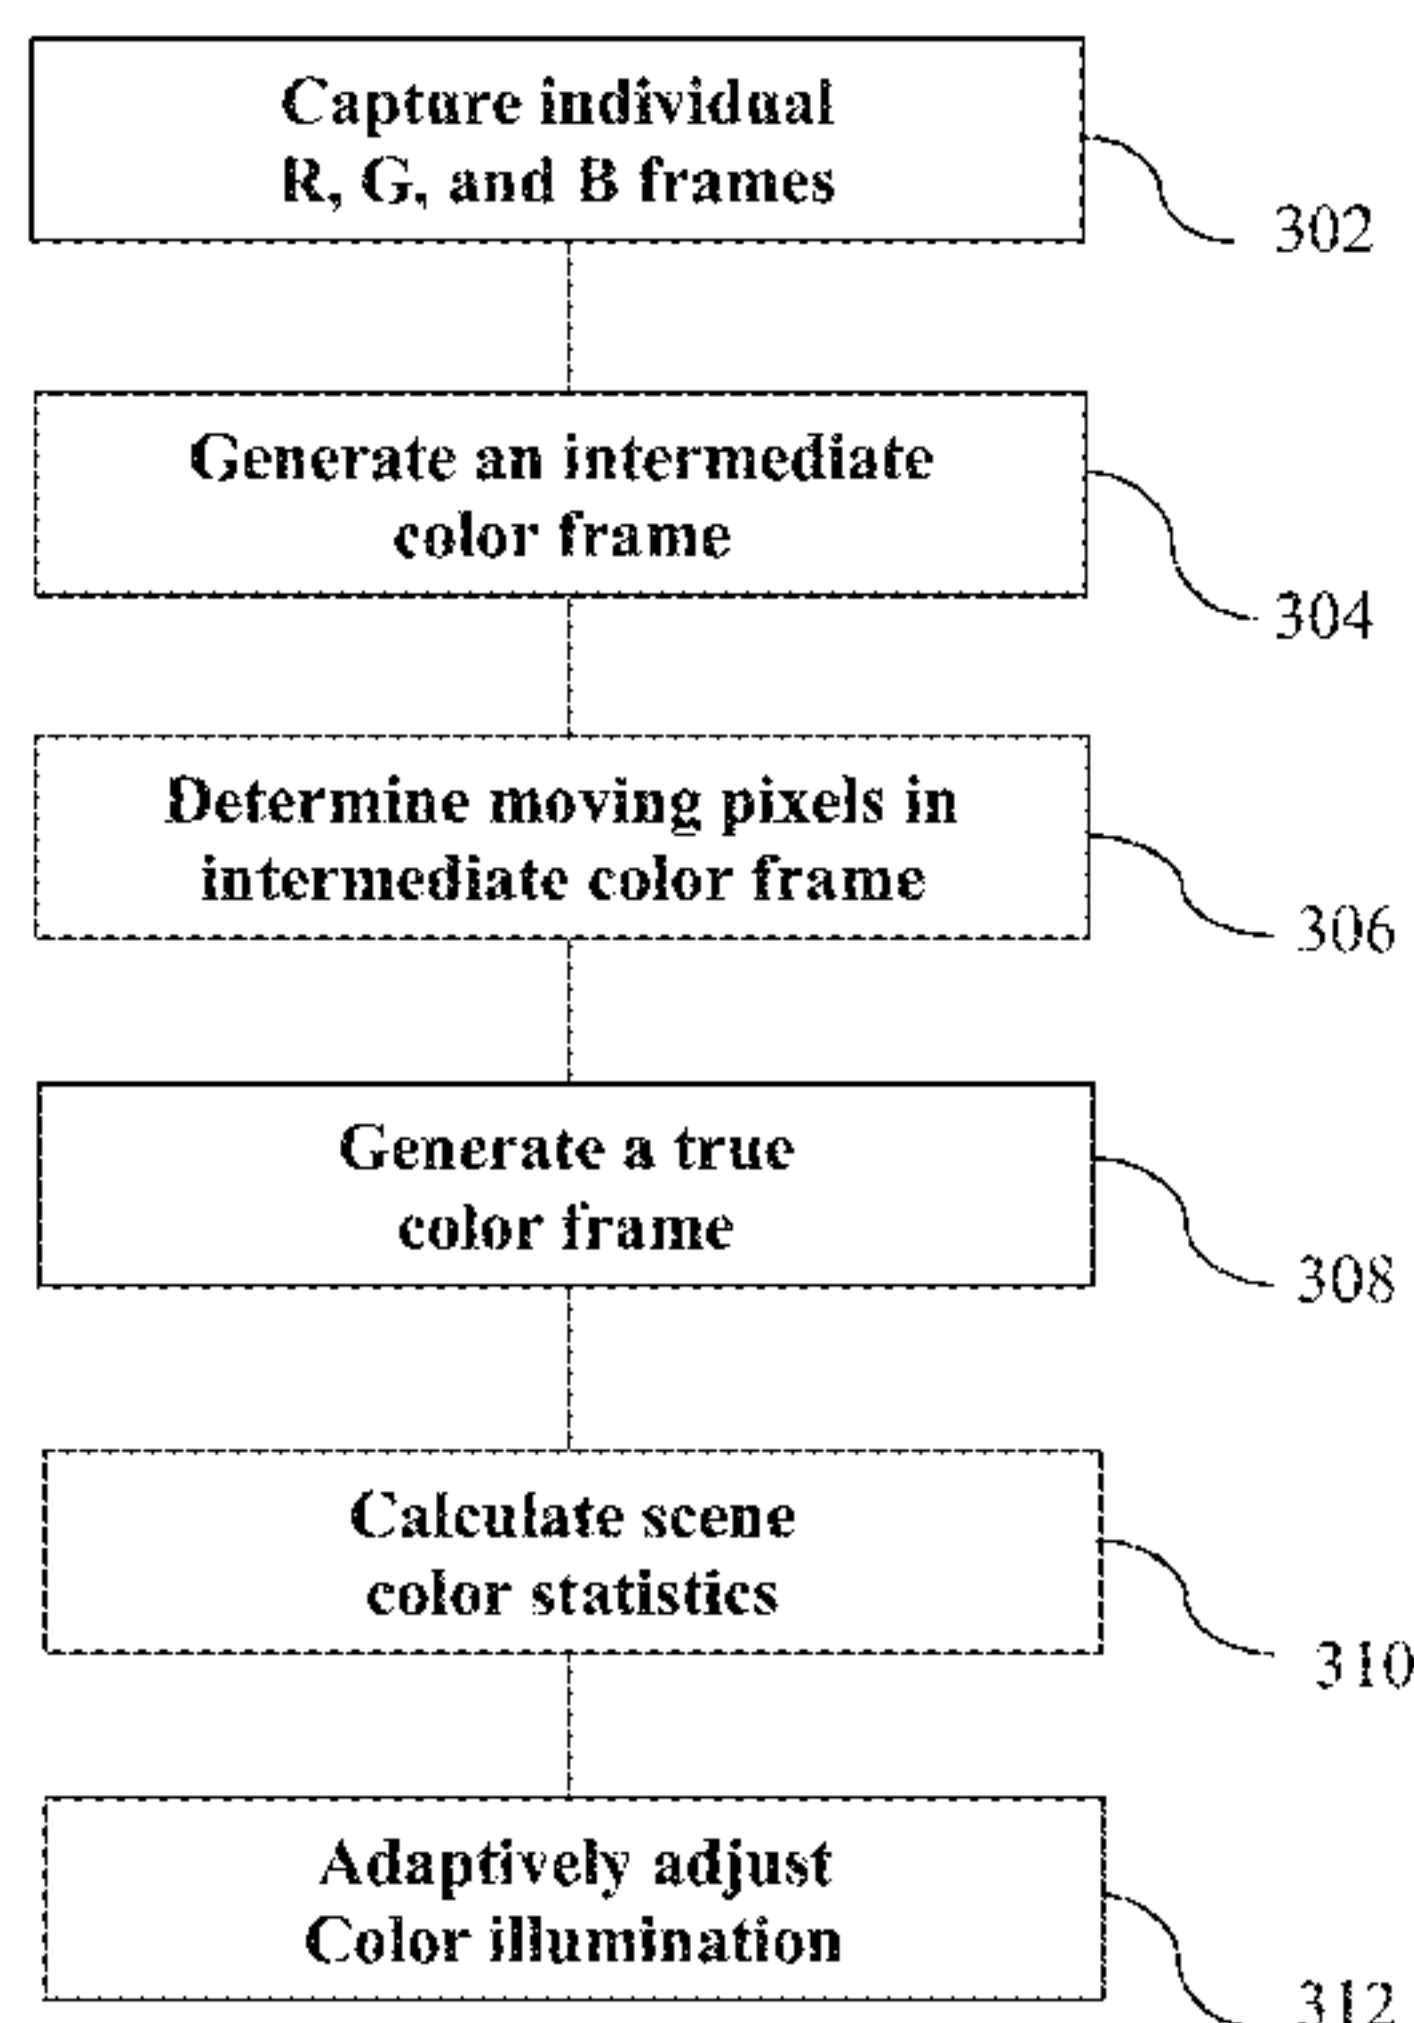 Capture individual
R, G, and B frames
302
Generate an intermediate
color frame
304
Determine moving pixels in
intermediate color frame
306
Generate a true
color frame
308
Calculate scene
color statistics
310
Adaptively adjust
Color illumination
312